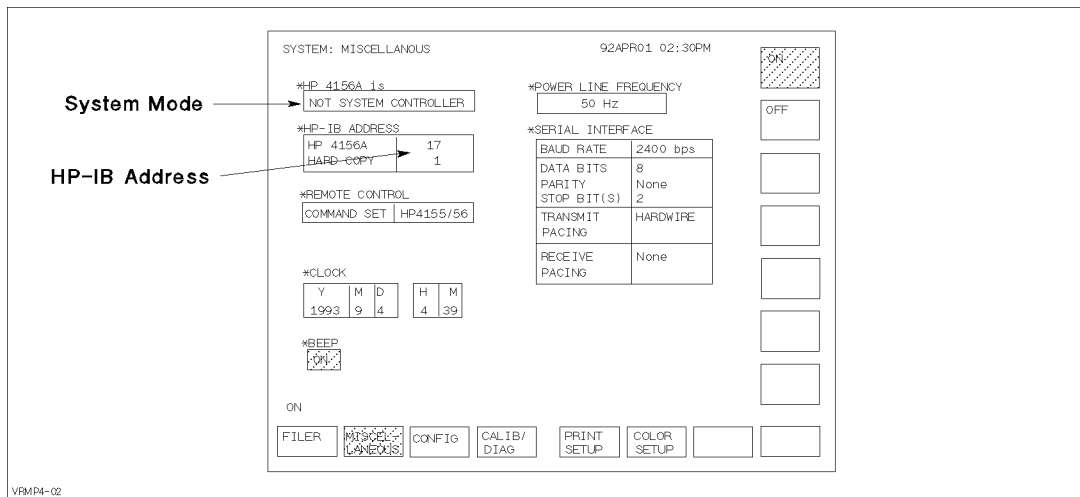 SYSTEM: MISCELLANOUS 92APR01 02:30PM
*HP 4156A is
NOT SYSTEM CONTROLLER
System Mode
*HP-IB ADDRESS
HP 4156A 17
HARD COPY 1
HP-IB Address
*REMOTE CONTROL
COMMAND SET HP4155/56
*CLOCK
Y M D H M
1993 9 4 4 39
*BEEP
ON
ON
*POWER LINE FREQUENCY
50 Hz
*SERIAL INTERFACE
BAUD RATE 2400 bps
DATA BITS 8
PARITY None
STOP BIT(S) 2
TRANSMIT HARDWIRE
PACING
RECEIVE None
PACING
ON
OFF
FILER MISCEL- CONFIG CALIB/ PRINT COLOR
LANEOUS DIAG SETUP SETUP
VRMP4-02